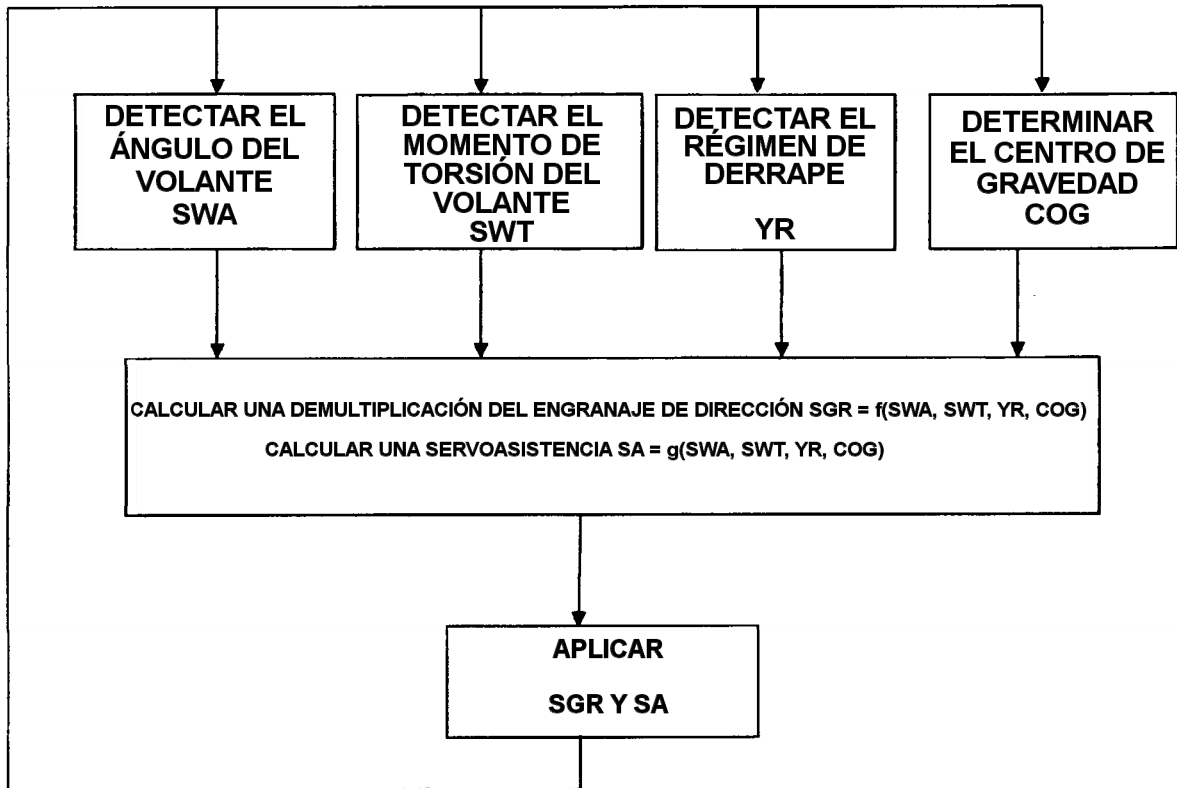 DETECTAR EL
ÁNGULO DEL
VOLANTE
SWA
DETECTAR EL
MOMENTO DE
TORSIÓN DEL
VOLANTE
SWT
DETECTAR EL
RÉGIMEN DE
DERRAPE
YR
DETERMINAR
EL CENTRO DE
GRAVEDAD
COG
CALCULAR UNA DEMULTIPLICACIÓN DEL ENGRANAJE DE DIRECCIÓN SGR = f(SWA, SWT, YR, COG)
CALCULAR UNA SERVOASISTENCIA SA = g(SWA, SWT, YR, COG)
APLICAR
SGR Y SA